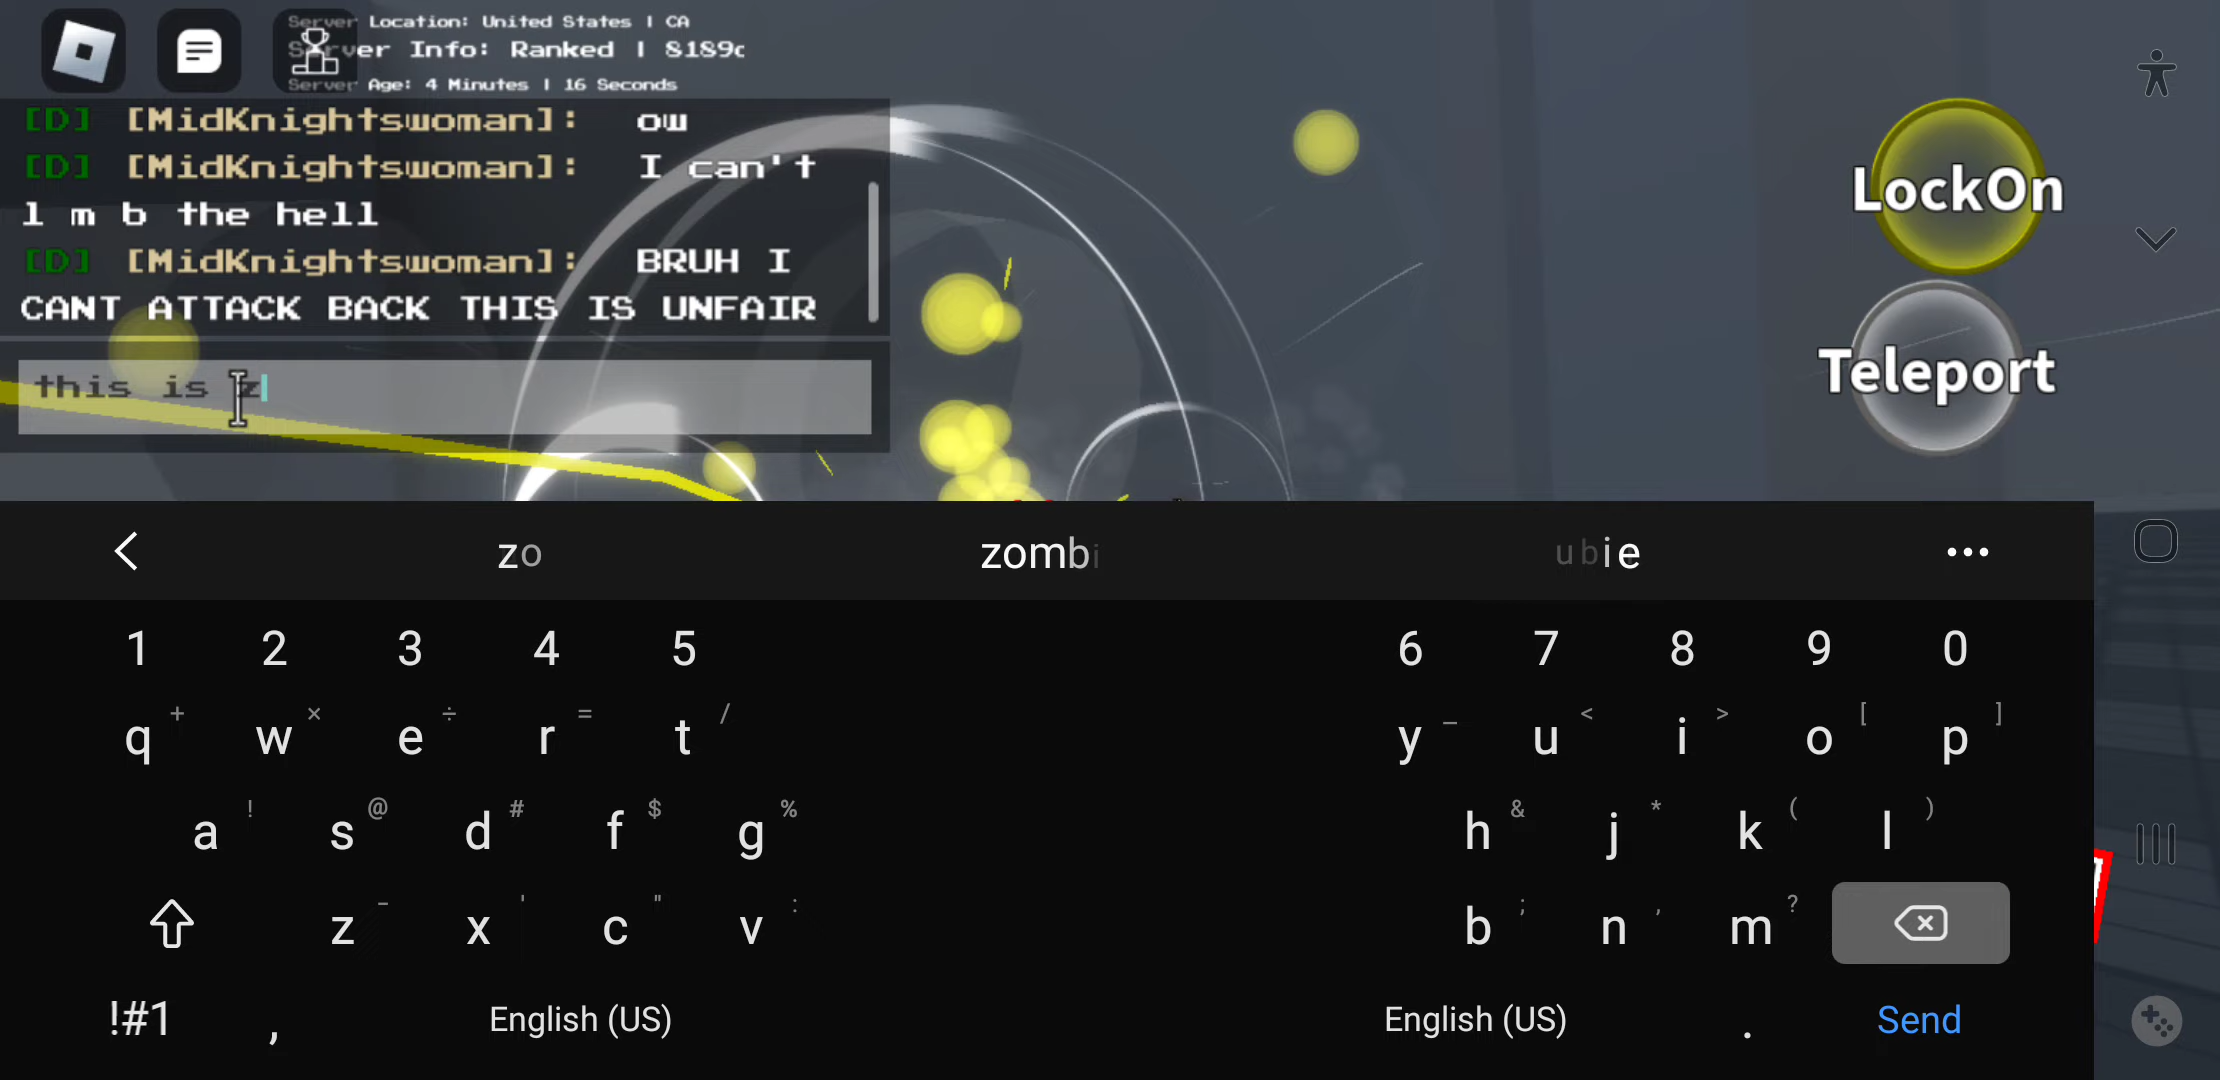 Server Location: United States | CA
Server Info: Ranked | 8189c
Server Age: 4 Minutes | 16 Seconds
[D] [MidKnightswoman]: ow
[D] [MidKnightswoman]: I can't
l m b the hell
[D] [MidKnightswoman]: BRUH I
CANT ATTACK BACK THIS IS UNFAIR
this is z
LockOn
Teleport
zo zombi ubie
1 2 3 4 5 6 7 8 9 0
q + w × e ÷ r = t / y _ u < i > o [ p ]
a ! s @ d # f $ g % h & j * k ( l )
z - x ' c " v : b ; n , m ?
!#1 , English (US) English (US) . Send